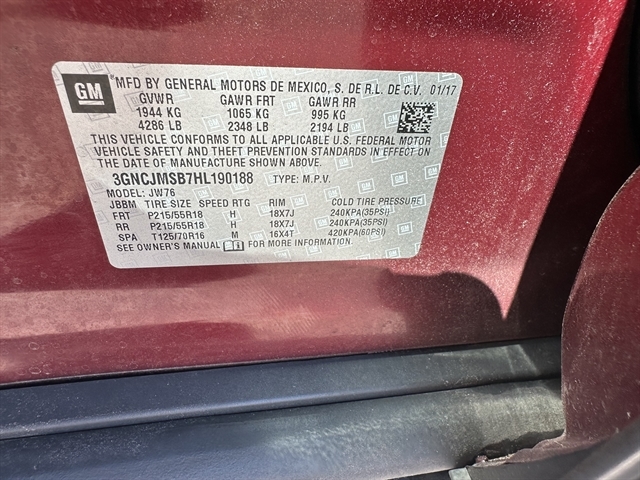 GM
MFD BY GENERAL MOTORS DE MEXICO, S. DE R.L. DE C.V. 01/17
GVWR GAWR FRT GAWR RR
1944 KG 1065 KG 995 KG
4286 LB 2348 LB 2194 LB
THIS VEHICLE CONFORMS TO ALL APPLICABLE U.S. FEDERAL MOTOR
VEHICLE SAFETY, BUMPER, AND THEFT PREVENTION STANDARDS IN EFFECT
ON THE DATE OF MANUFACTURE SHOWN ABOVE.
3GNCJMSB7HL190188 TYPE: M.P.V.
MODEL: JW76
JBBM TIRE SIZE SPEED RTG RIM COLD TIRE PRESSURE
FRT P215/55R18 H 18X7J 240KPA(35PSI)
RR P215/55R18 H 18X7J 240KPA(35PSI)
SPA T125/70R16 M 16X4T 420KPA(60PSI)
SEE OWNER'S MANUAL FOR MORE INFORMATION.